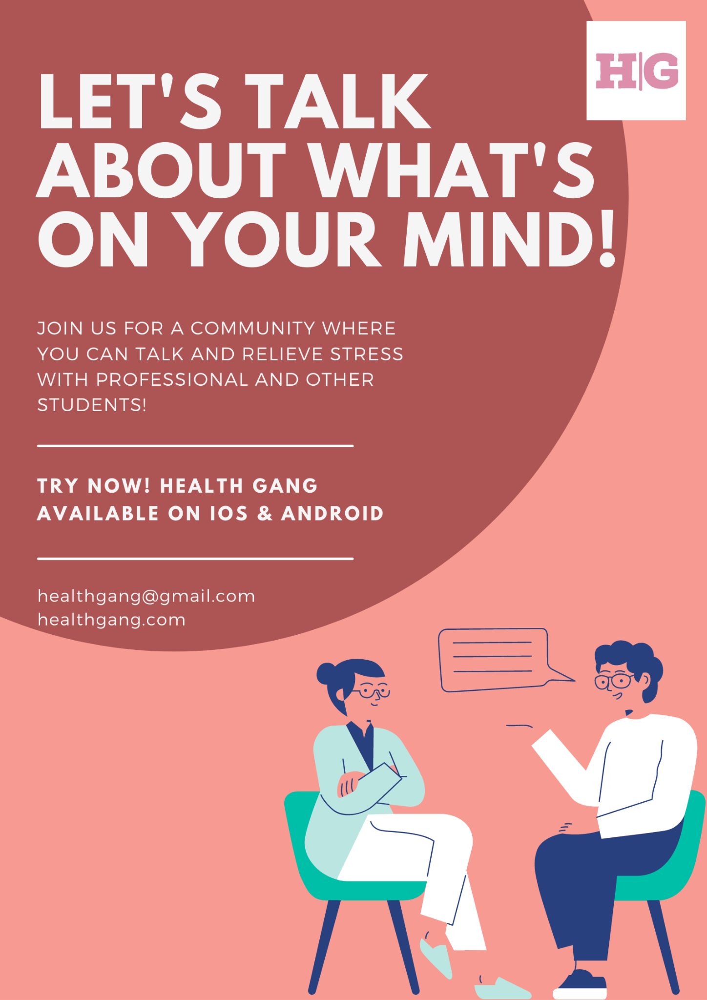 H|G
LET'S TALK
ABOUT WHAT'S
ON YOUR MIND!
JOIN US FOR A COMMUNITY WHERE
YOU CAN TALK AND RELIEVE STRESS
WITH PROFESSIONAL AND OTHER
STUDENTS!
TRY NOW! HEALTH GANG
AVAILABLE ON IOS & ANDROID
healthgang@gmail.com
healthgang.com